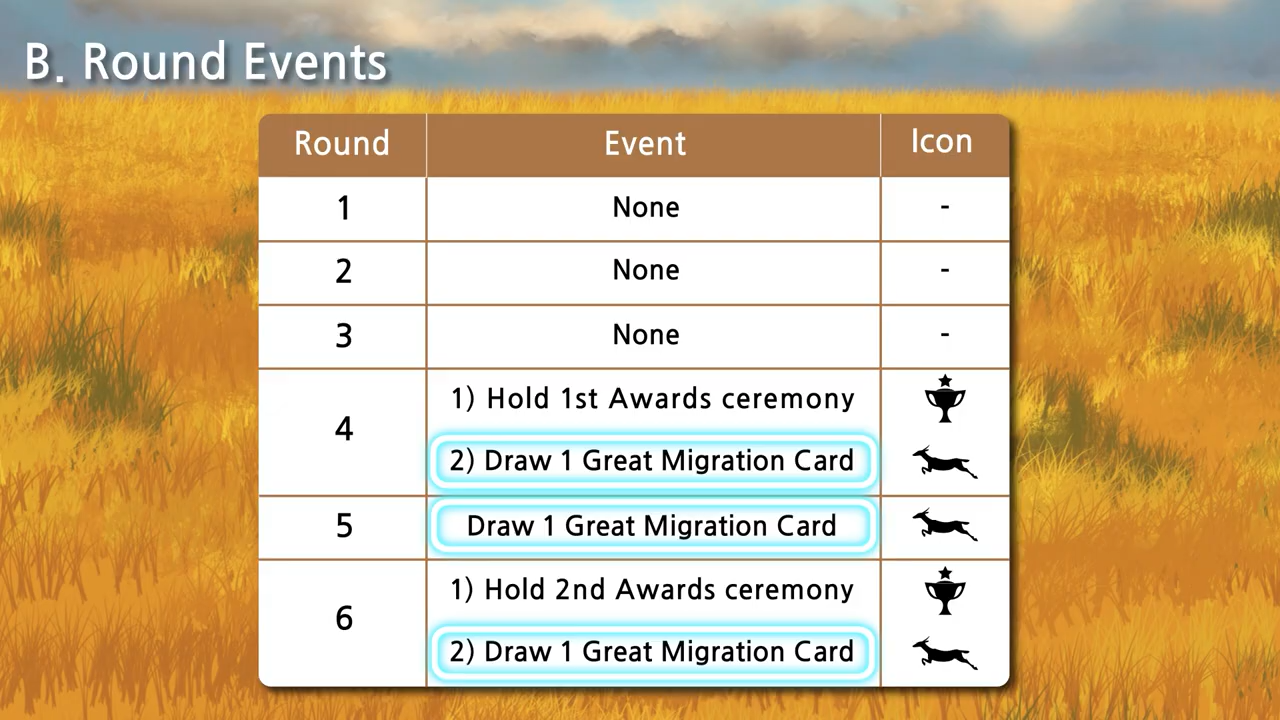 B. Round Events
Round Event Icon
1 None -
2 None -
3 None -
4
1) Hold 1st Awards ceremony
2) Draw 1 Great Migration Card
5 Draw 1 Great Migration Card
6
1) Hold 2nd Awards ceremony
2) Draw 1 Great Migration Card